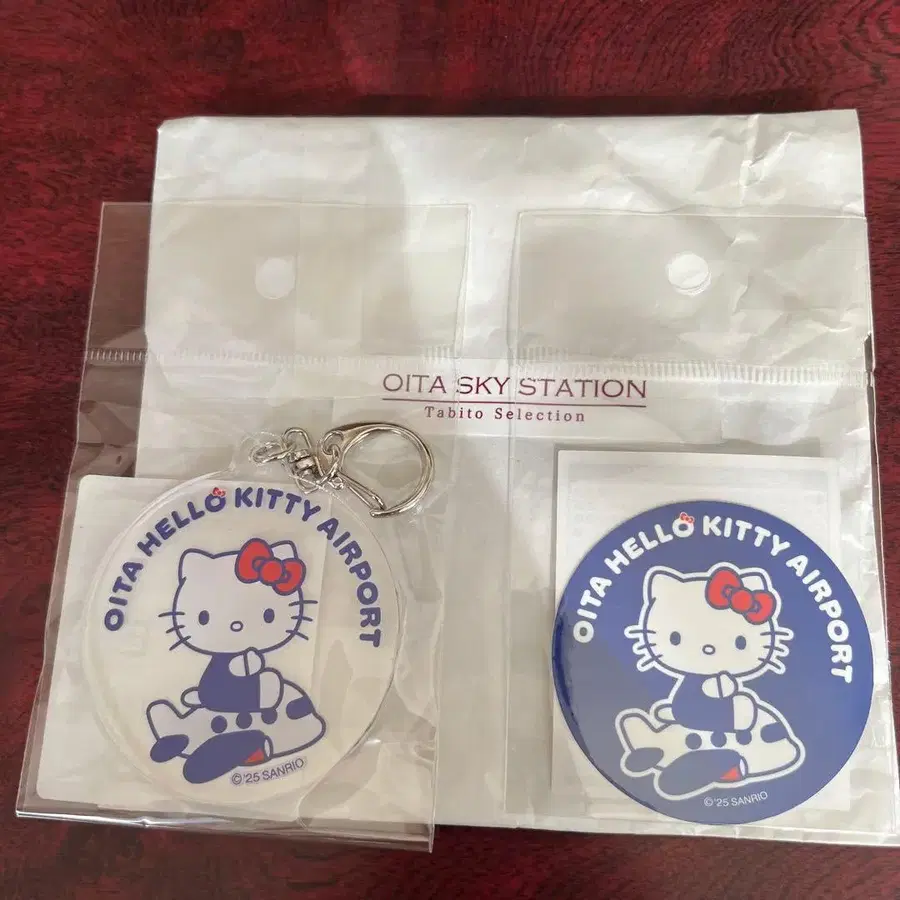 OITA SKY STATION
Tabito Selection
OITA HELLO KITTY AIRPORT
© '25 SANRIO
OITA HELLO KITTY AIRPORT
© '25 SANRIO